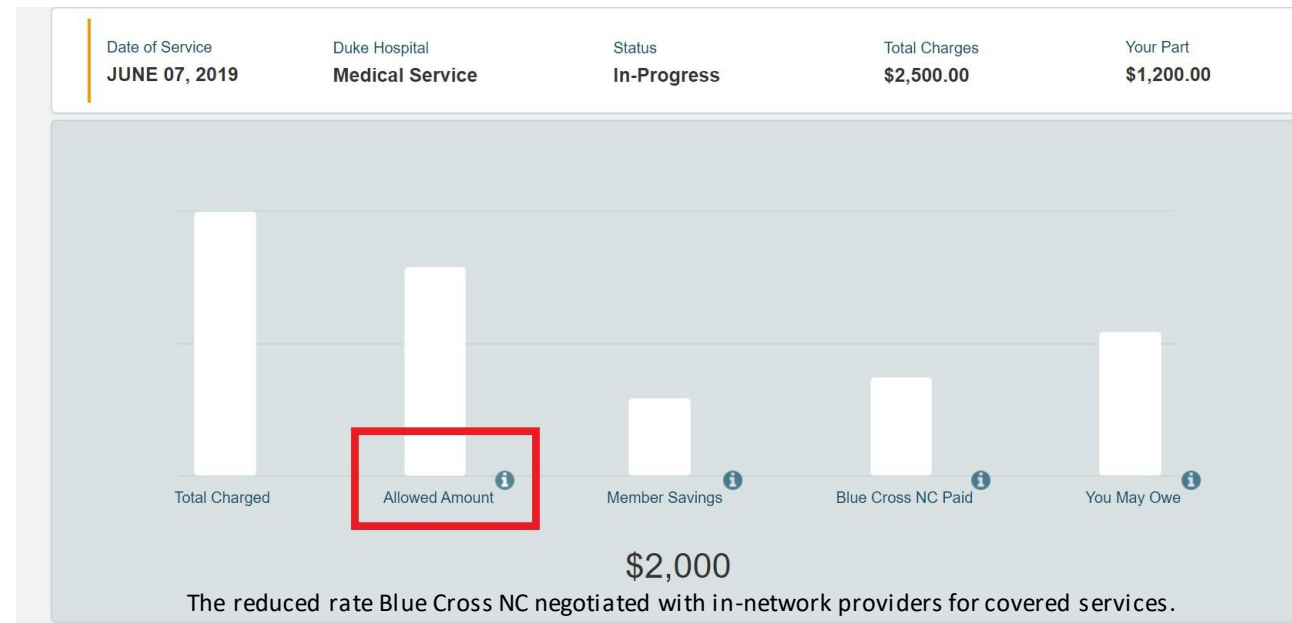 Date of Service Duke Hospital Status Total Charges Your Part
JUNE 07, 2019 Medical Service In-Progress $2,500.00 $1,200.00
Total Charged Allowed Amount Member Savings Blue Cross NC Paid You May Owe
$2,000
The reduced rate Blue Cross NC negotiated with in-network providers for covered services.